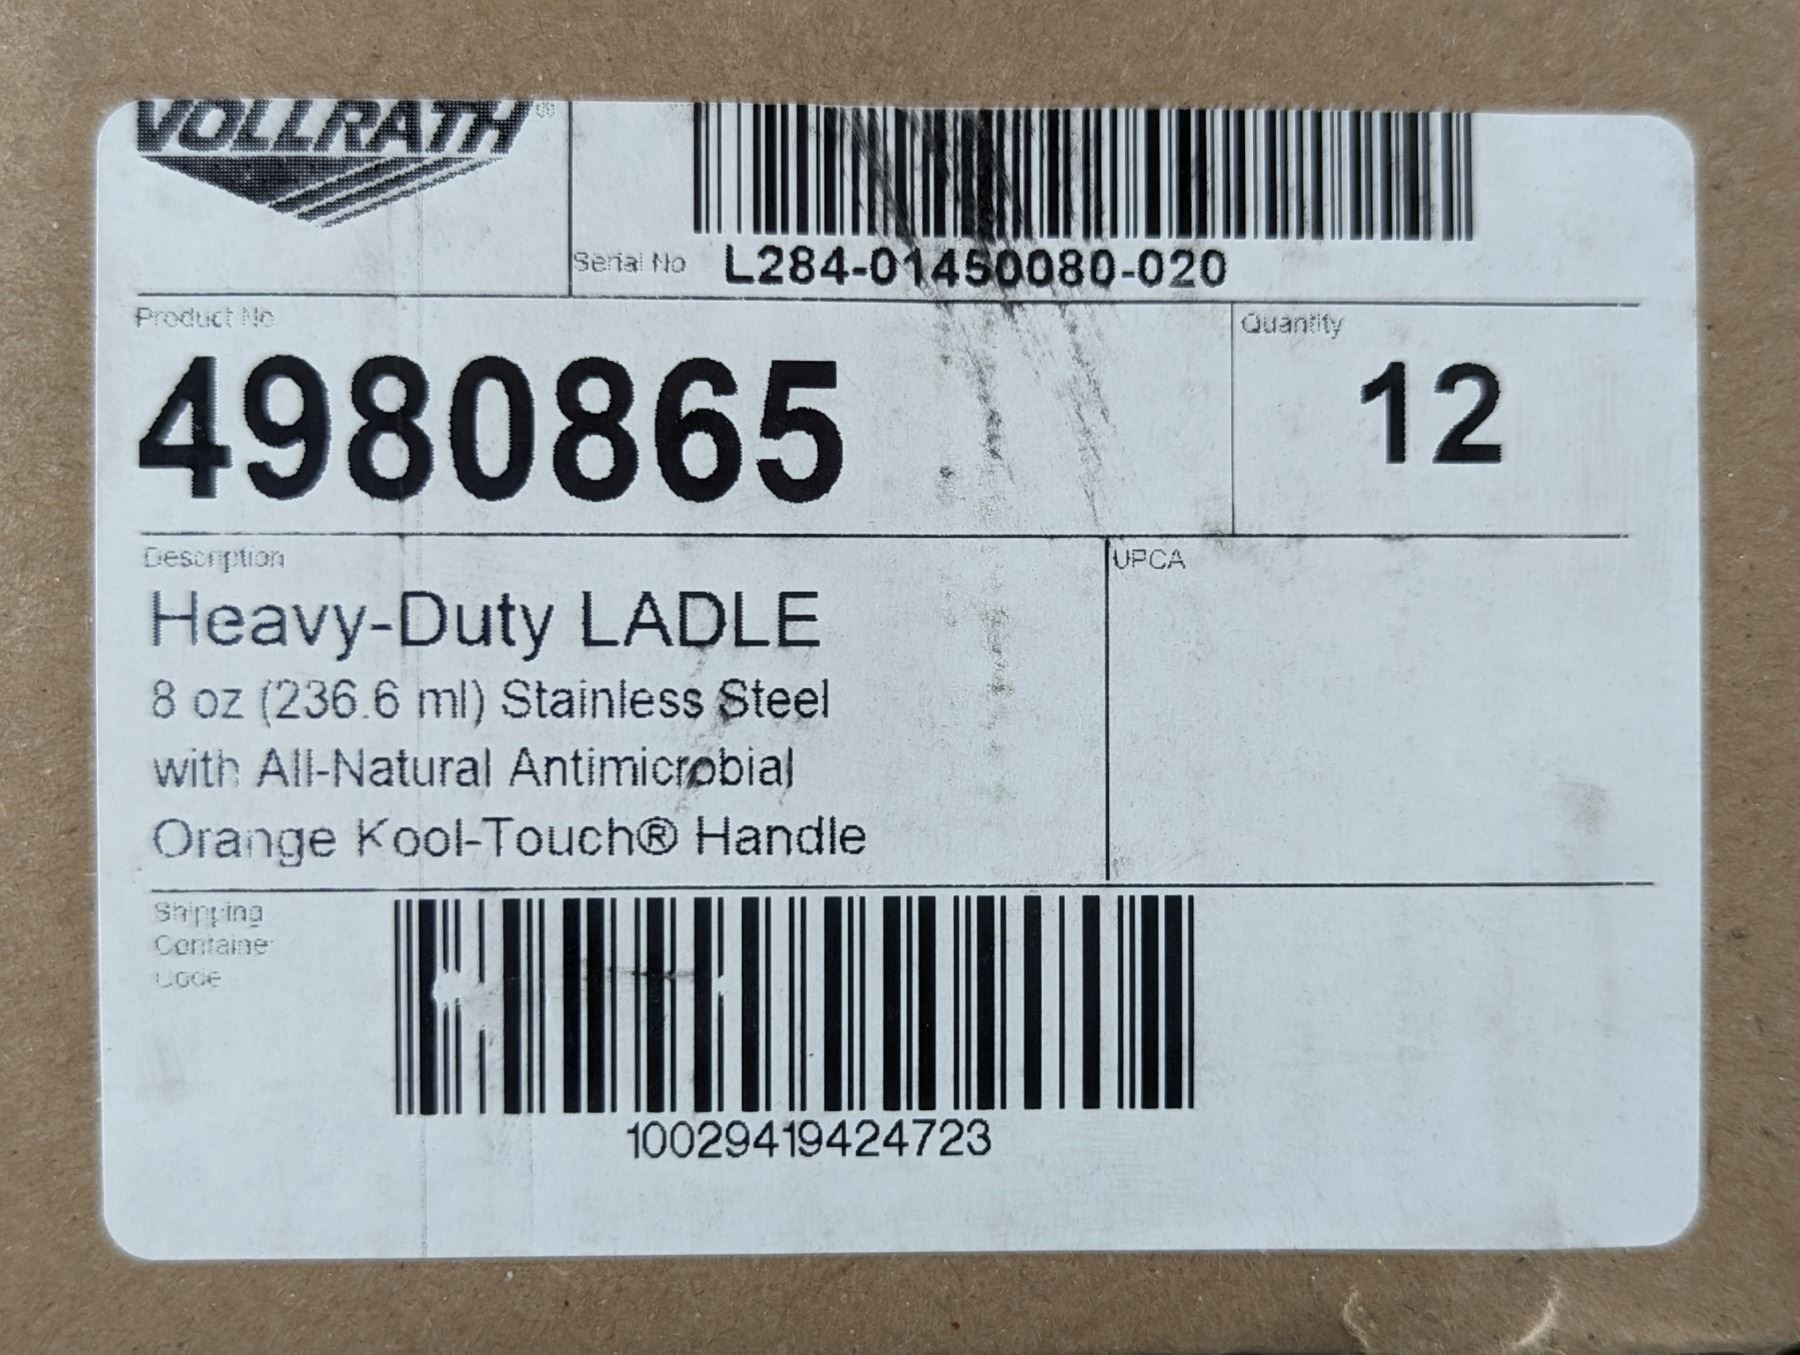 VOLLRATH®
Serial No L284-01450080-020
Product No
4980865
Quantity
12
Description
Heavy-Duty LADLE
8 oz (236.6 ml) Stainless Steel
with All-Natural Antimicrobial
Orange Kool-Touch® Handle
UPCA
Shipping
Container
Code
10029419424723